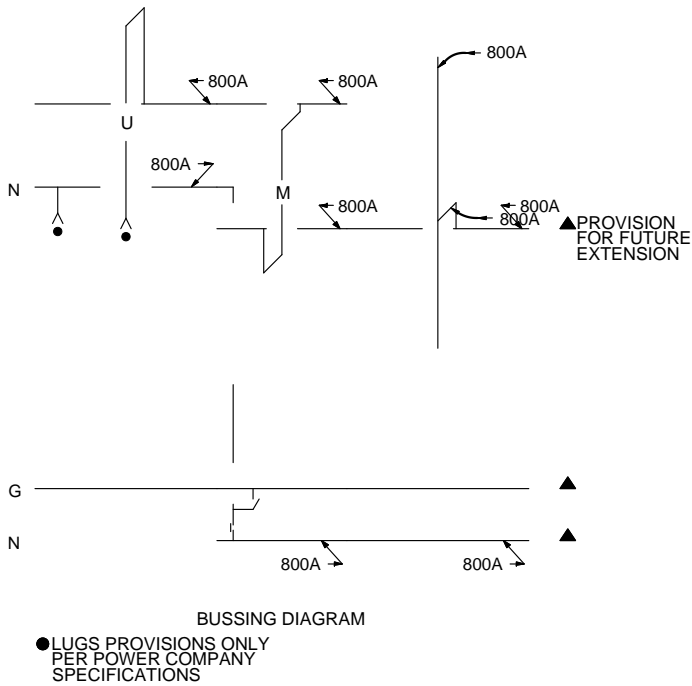 800A
800A
800A
U
800A
N
M
800A
800A
800A
PROVISION
FOR FUTURE
EXTENSION
G
N
800A
800A
BUSSING DIAGRAM
LUGS PROVISIONS ONLY
PER POWER COMPANY
SPECIFICATIONS